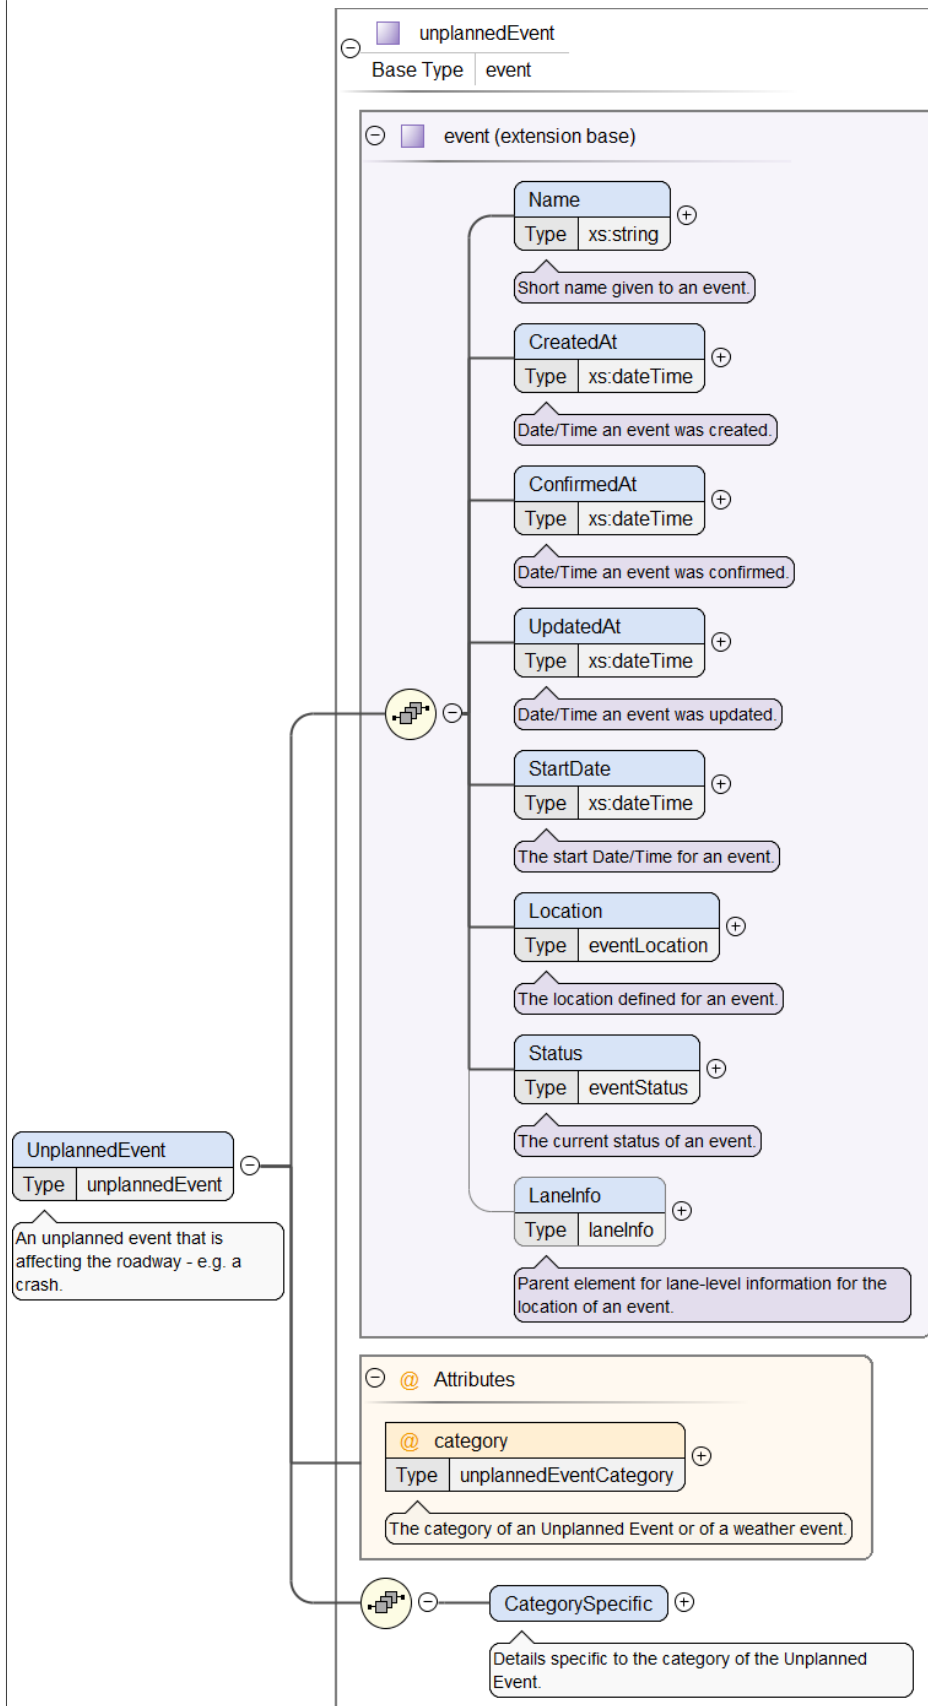 unplannedEvent
Base Type event
event (extension base)
Name
Type xs:string
Short name given to an event.
CreatedAt
Type xs:dateTime
Date/Time an event was created.
ConfirmedAt
Type xs:dateTime
Date/Time an event was confirmed.
UpdatedAt
Type xs:dateTime
Date/Time an event was updated.
StartDate
Type xs:dateTime
The start Date/Time for an event.
Location
Type eventLocation
The location defined for an event.
Status
Type eventStatus
The current status of an event.
UnplannedEvent
Type unplannedEvent
An unplanned event that is
affecting the roadway - e.g. a
crash.
LaneInfo
Type laneInfo
Parent element for lane-level information for the
location of an event.
@ Attributes
@ category
Type unplannedEventCategory
The category of an Unplanned Event or of a weather event.
CategorySpecific
Details specific to the category of the Unplanned
Event.